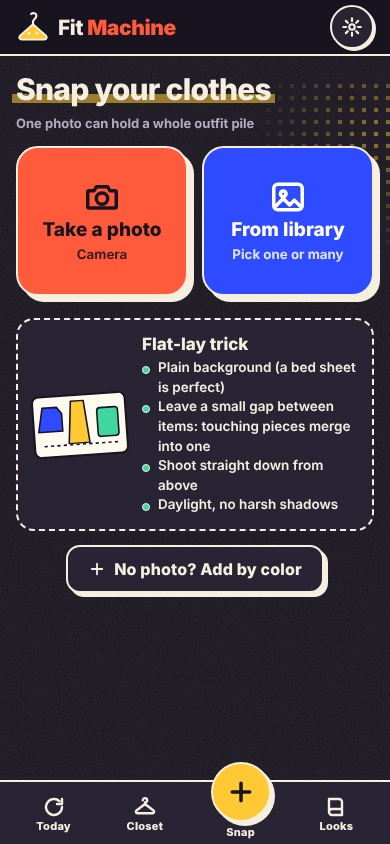 Fit Machine
Snap your clothes
One photo can hold a whole outfit pile
Take a photo
Camera
From library
Pick one or many
Flat-lay trick
Plain background (a bed sheet
is perfect)
Leave a small gap between
items: touching pieces merge
into one
Shoot straight down from
above
Daylight, no harsh shadows
No photo? Add by color
Today
Closet
Snap
Looks